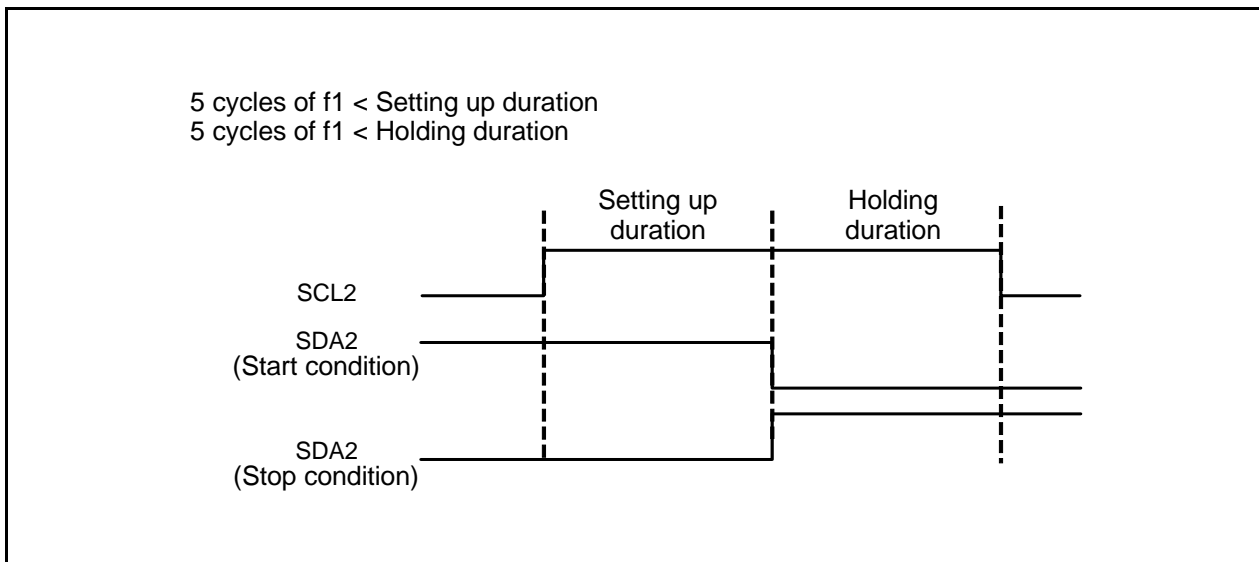 5 cycles of f1 < Setting up duration
5 cycles of f1 < Holding duration
Setting up
duration
Holding
duration
SCL2
SDA2
(Start condition)
SDA2
(Stop condition)